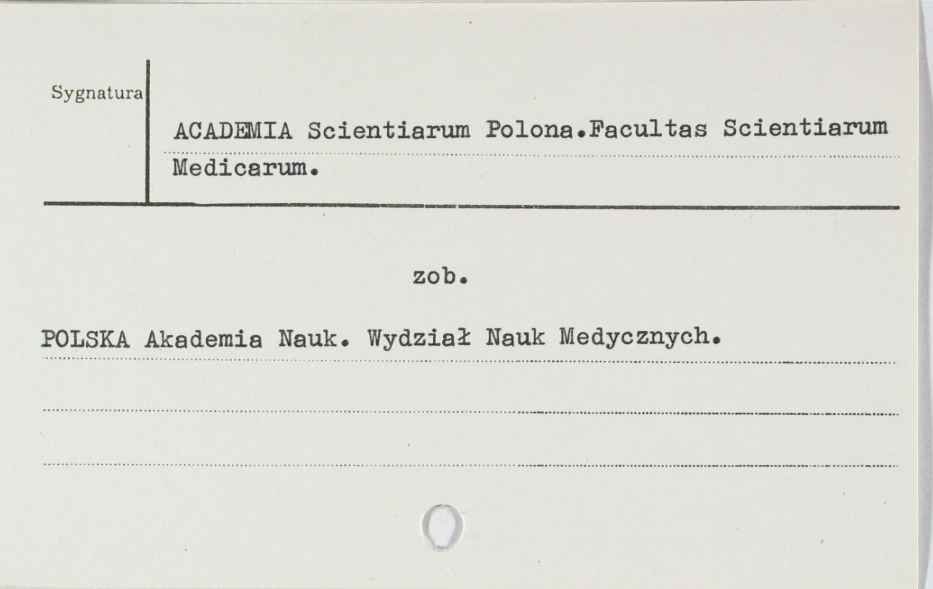 Sygnatura
ACADEMIA Scientiarum Polona.Facultas Scientiarum
Medicarum.
zob.
POLSKA Akademia Nauk. Wydział Nauk Medycznych.